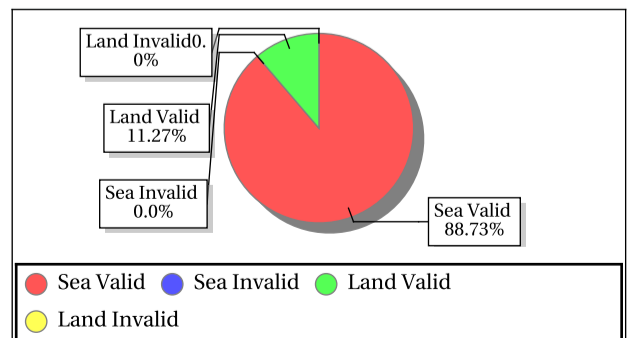 Land Invalid0.
0%
Land Valid
11.27%
Sea Invalid
0.0%
Sea Valid
88.73%
Sea Valid Sea Invalid Land Valid
Land Invalid